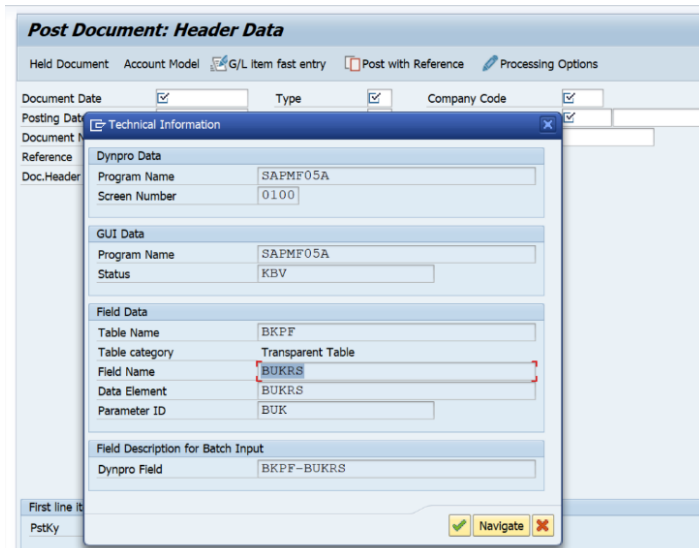 Post Document: Header Data
Held Document Account Model G/L item fast entry Post with Reference Processing Options
Document Date Type Company Code
Posting Date
Document N
Reference
Doc.Header
Technical Information
Dynpro Data
Program Name SAPMF05A
Screen Number 0100
GUI Data
Program Name SAPMF05A
Status KBV
Field Data
Table Name BKPF
Table category Transparent Table
Field Name BUKRS
Data Element BUKRS
Parameter ID BUK
Field Description for Batch Input
Dynpro Field BKPF-BUKRS
Navigate
First line it
PstKy